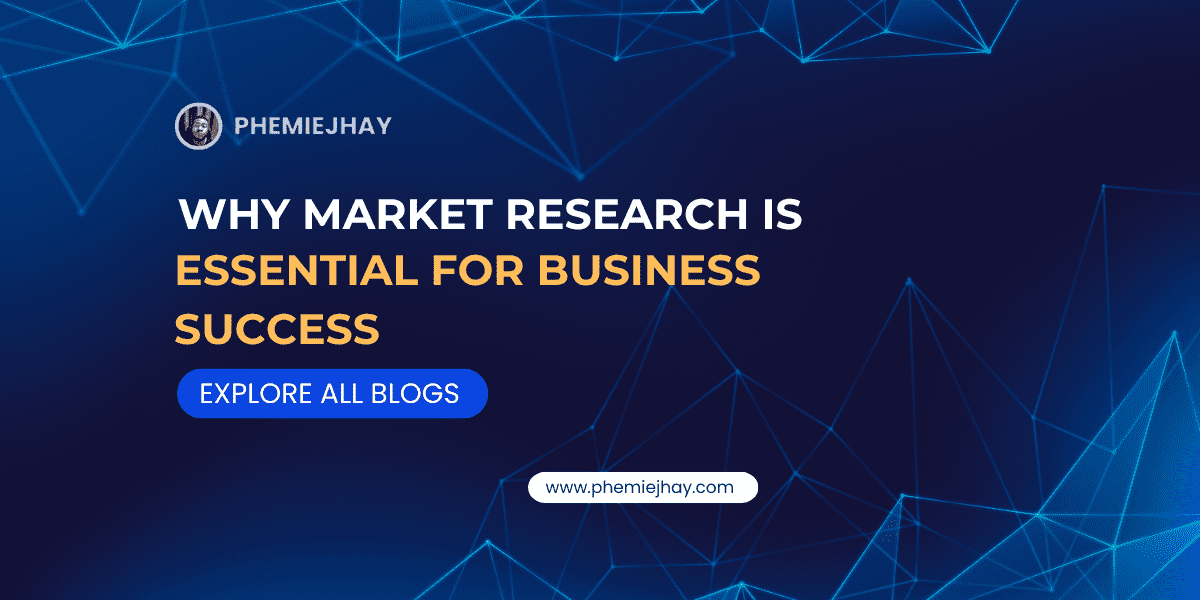 PHEMIEJHAY
WHY MARKET RESEARCH IS
ESSENTIAL FOR BUSINESS
SUCCESS
EXPLORE ALL BLOGS
www.phemiejhay.com